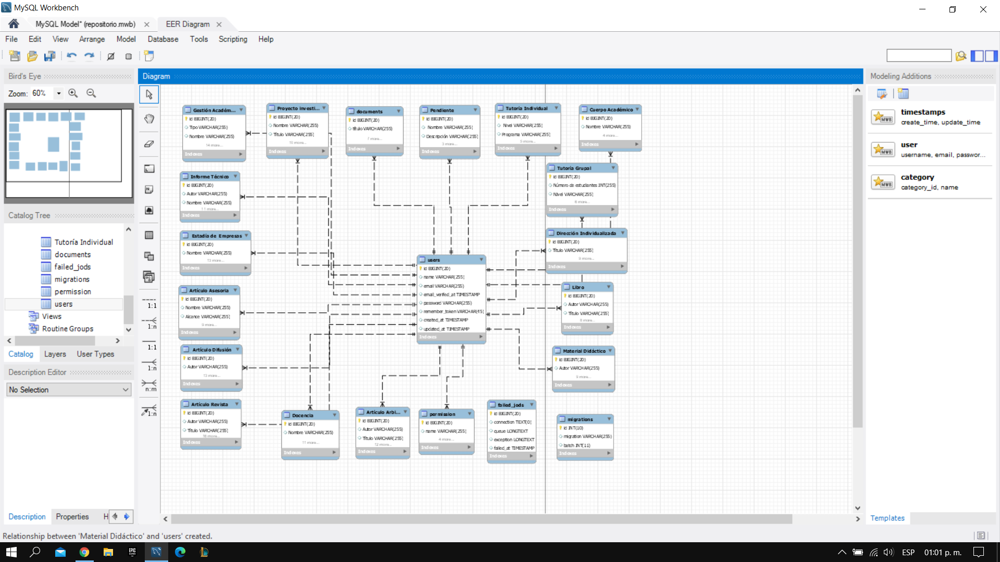 MySQL Workbench
MySQL Model* (repositorio.mwb)
EER Diagram
File Edit View Arrange Model Database Tools Scripting Help
Bird's Eye
Zoom: 60%
Catalog Tree
Tutoría Individual
documents
failed_jods
migrations
permission
users
Views
Routine Groups
Catalog Layers User Types
Description Editor
No Selection
Description Properties H
Diagram
1:1
1:n
1:1
1:n
n:m
1:n
Gestión Académ...
id BIGINT(20)
Tipo VARCHAR(255)
Nombre VARCHAR(255)
14 more...
Indexes
Proyecto Investi...
id BIGINT(20)
Nombre VARCHAR(255)
Título VARCHAR(255)
10 more...
Indexes
documents
id BIGINT(20)
título VARCHAR(255)
7 more...
Indexes
Pendiente
id BIGINT(20)
Nombre VARCHAR(255)
Descripción VARCHAR(255)
3 more...
Indexes
Tutoría Individual
id BIGINT(20)
Nivel VARCHAR(255)
Programa VARCHAR(255)
5 more...
Indexes
Cuerpo Académico
id BIGINT(20)
Nombre VARCHAR(255)
4 more...
Indexes
Informe Técnico
id BIGINT(20)
Autor VARCHAR(255)
Nombre VARCHAR(255)
11 more...
Indexes
Tutoría Grupal
id BIGINT(20)
Número de estudiantes INT(255)
Nivel VARCHAR(255)
6 more...
Indexes
Estadía de Empresas
id BIGINT(20)
Nombre VARCHAR(255)
13 more...
Indexes
Dirección Individualizada
id BIGINT(20)
Título VARCHAR(255)
9 more...
Indexes
users
id BIGINT(20)
name VARCHAR(255)
email VARCHAR(255)
email_verifed_at TIMESTAMP
password VARCHAR(255)
remember_token VARCHAR(45)
created_at TIMESTAMP
updated_at TIMESTAMP
Indexes
Artículo Asesoria
id BIGINT(20)
Nombre VARCHAR(255)
Alcance VARCHAR(255)
9 more...
Indexes
Libro
id BIGINT(20)
Autor VARCHAR(255)
Título VARCHAR(255)
8 more...
Indexes
Artículo Difusión
id BIGINT(20)
Autor VARCHAR(255)
13 more...
Indexes
Material Didáctico
id BIGINT(20)
Autor VARCHAR(255)
9 more...
Indexes
Artículo Revista
id BIGINT(20)
Autor VARCHAR(255)
Título VARCHAR(255)
16 more...
Indexes
Docencia
id BIGINT(20)
Nombre VARCHAR(255)
11 more...
Indexes
Artículo Arbi...
id BIGINT(20)
Autor VARCHAR(255)
Título VARCHAR(255)
12 more...
Indexes
permission
id BIGINT(20)
name VARCHAR(255)
4 more...
Indexes
failed_jods
id BIGINT(20)
connection TEXT(0)
queue LONGTEXT
exception LONGTEXT
failed_at TIMESTAMP
Indexes
migrations
id INT(10)
migration VARCHAR(255)
batch INT(11)
Indexes
Modeling Additions
MWB
timestamps
create_time, update_time
MWB
user
username, email, passwor...
MWB
category
category_id, name
Templates
Relationship between 'Material Didáctico' and 'users' created.
EPIC
GAMES
ESP
01:01 p. m.